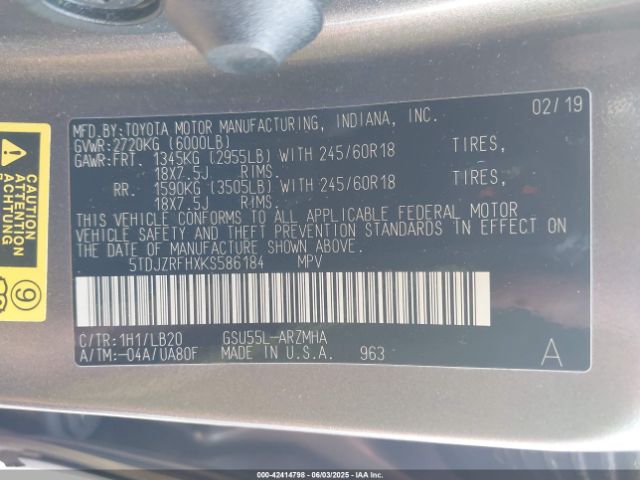 MFD.BY:TOYOTA MOTOR MANUFACTURING, INDIANA, INC. 02/19
GVWR:2720KG (6000LB)
GAWR:FRT. 1345KG (2955LB) WITH 245/60R18 TIRES,
18X7.5J RIMS.
RR. 1590KG (3505LB) WITH 245/60R18 TIRES,
18X7.5J RIMS.
THIS VEHICLE CONFORMS TO ALL APPLICABLE FEDERAL MOTOR
VEHICLE SAFETY AND THEFT PREVENTION STANDARDS IN EFFECT ON
THE DATE OF MANUFACTURE SHOWN ABOVE.
5TDJZRFHXKS586184 MPV
C/TR:1H1/LB20 GSU55L-ARZMHA
A/TM:-04A/UA80F MADE IN U.S.A. 963 A
CAUTION
ATTENTION
ACHTUNG
9
000-42414798 - 06/03/2025 - IAA, Inc.